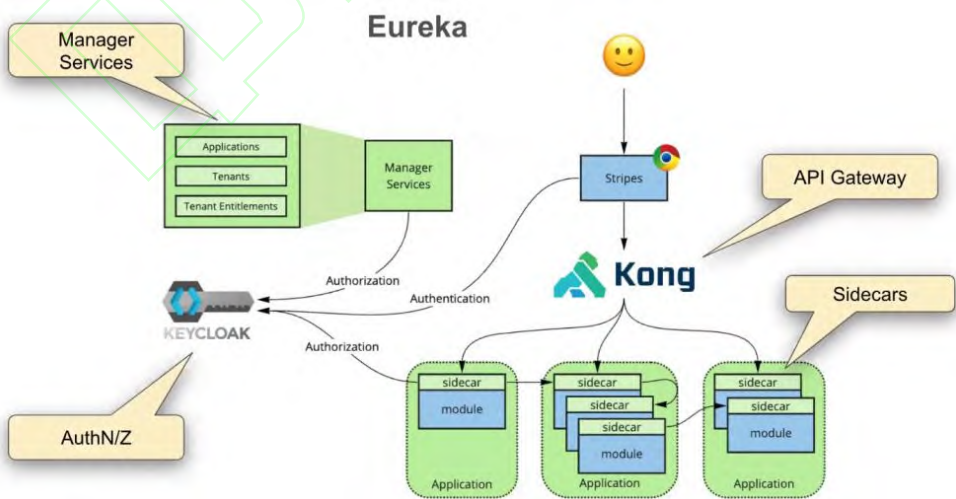 Eureka
Manager
Services
Applications
Tenants
Tenant Entitlements
Manager
Services
Stripes
API Gateway
Kong
Authorization
Authentication
KEYCLOAK
Authorization
Sidecars
AuthN/Z
sidecar
module
Application
sidecar
sidecar
sidecar
module
Application
sidecar
sidecar
module
Application